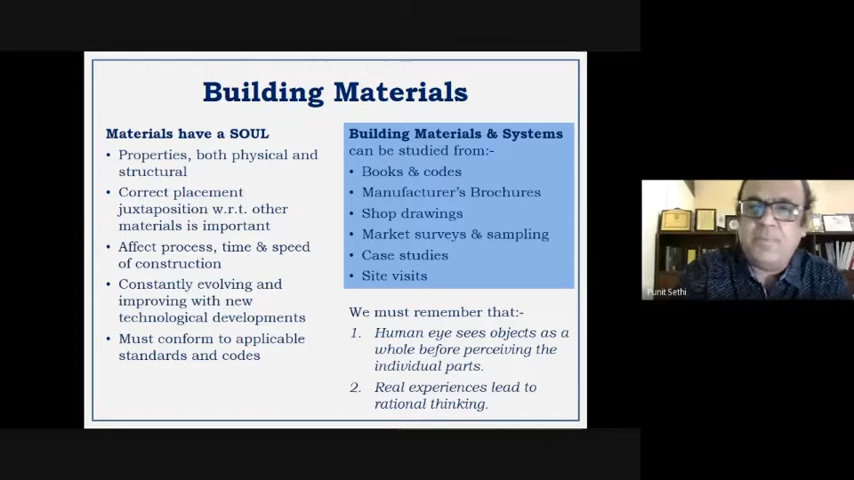 Building Materials
Materials have a SOUL
• Properties, both physical and
structural
• Correct placement
juxtaposition w.r.t. other
materials is important
• Affect process, time & speed
of construction
• Constantly evolving and
improving with new
technological developments
• Must conform to applicable
standards and codes
Building Materials & Systems
can be studied from:-
• Books & codes
• Manufacturer's Brochures
• Shop drawings
• Market surveys & sampling
• Case studies
• Site visits
We must remember that:-
1. Human eye sees objects as a
whole before perceiving the
individual parts.
2. Real experiences lead to
rational thinking.
Punit Sethi